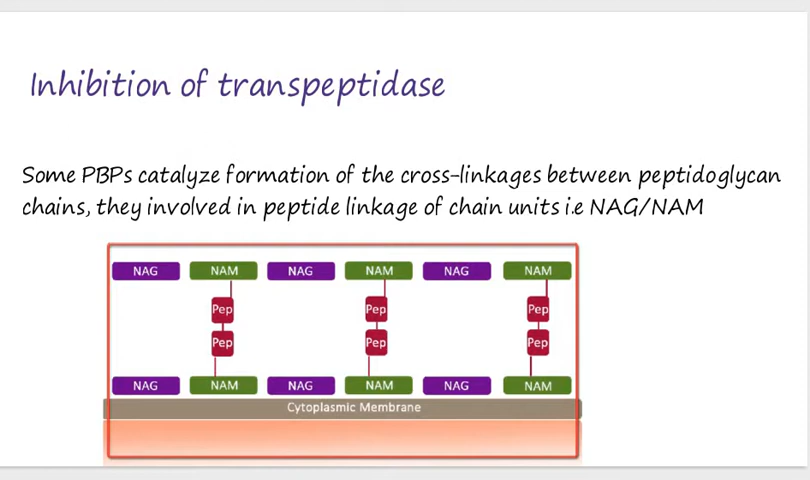 Inhibition of transpeptidase
Some PBPs catalyze formation of the cross-linkages between peptidoglycan
chains, they involved in peptide linkage of chain units i.e NAG/NAM
NAG NAM NAG NAM NAG NAM
Pep Pep Pep
Pep Pep Pep
NAG NAM NAG NAM NAG NAM
Cytoplasmic Membrane